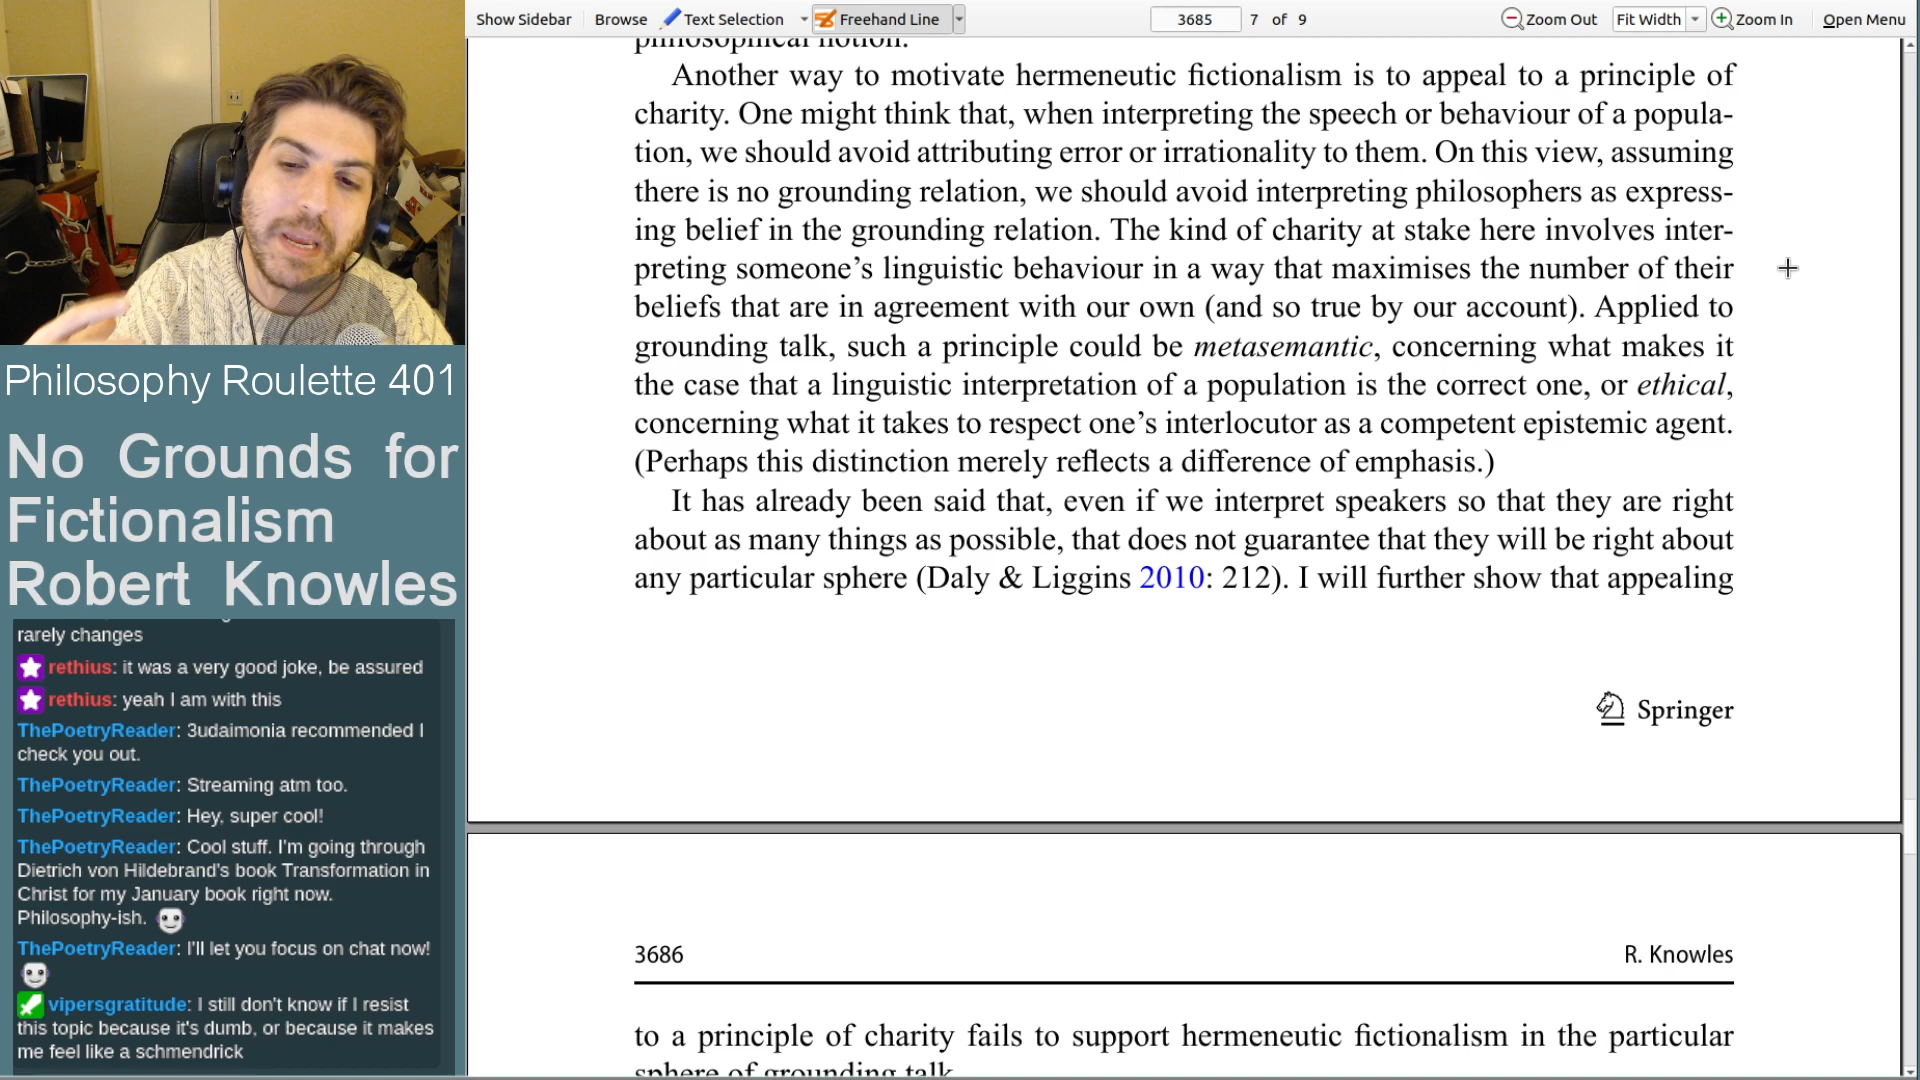 Show Sidebar Browse Text Selection Freehand Line 3685 7 of 9 Zoom Out Fit Width Zoom In Open Menu
philosophical notion.
Another way to motivate hermeneutic fictionalism is to appeal to a principle of
charity. One might think that, when interpreting the speech or behaviour of a popula-
tion, we should avoid attributing error or irrationality to them. On this view, assuming
there is no grounding relation, we should avoid interpreting philosophers as express-
ing belief in the grounding relation. The kind of charity at stake here involves inter-
preting someone's linguistic behaviour in a way that maximises the number of their
beliefs that are in agreement with our own (and so true by our account). Applied to
grounding talk, such a principle could be metasemantic, concerning what makes it
the case that a linguistic interpretation of a population is the correct one, or ethical,
concerning what it takes to respect one's interlocutor as a competent epistemic agent.
(Perhaps this distinction merely reflects a difference of emphasis.)
It has already been said that, even if we interpret speakers so that they are right
about as many things as possible, that does not guarantee that they will be right about
any particular sphere (Daly & Liggins 2010: 212). I will further show that appealing
Springer
3686 R. Knowles
to a principle of charity fails to support hermeneutic fictionalism in the particular
sphere of grounding talk.
Philosophy Roulette 401
No Grounds for
Fictionalism
Robert Knowles
rarely changes
rethius: it was a very good joke, be assured
rethius: yeah I am with this
ThePoetryReader: 3udaimonia recommended I
check you out.
ThePoetryReader: Streaming atm too.
ThePoetryReader: Hey, super cool!
ThePoetryReader: Cool stuff. I'm going through
Dietrich von Hildebrand's book Transformation in
Christ for my January book right now.
Philosophy-ish.
ThePoetryReader: I'll let you focus on chat now!
vipersgratitude: I still don't know if I resist
this topic because it's dumb, or because it makes
me feel like a schmendrick